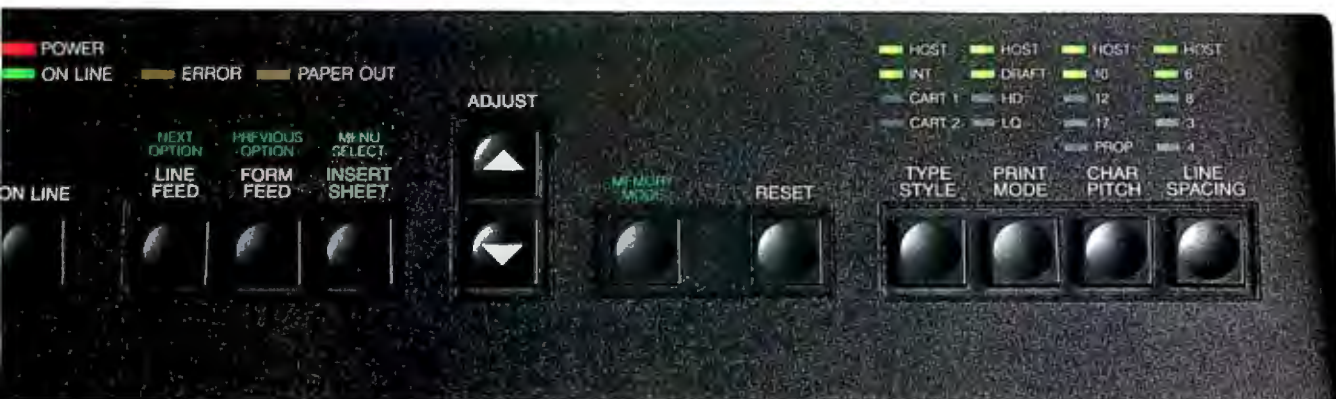 POWER
ON LINE
ERROR
PAPER OUT
ADJUST
NEXT OPTION
PREVIOUS OPTION
MENU SELECT
LINE FEED
FORM FEED
INSERT SHEET
ON LINE
MEMORY MODE
RESET
HOST
INT
CART 1
CART 2
HOST
DRAFT
HD
LQ
HOST
10
12
17
PROP
HOST
6
8
3
4
TYPE STYLE
PRINT MODE
CHAR PITCH
LINE SPACING